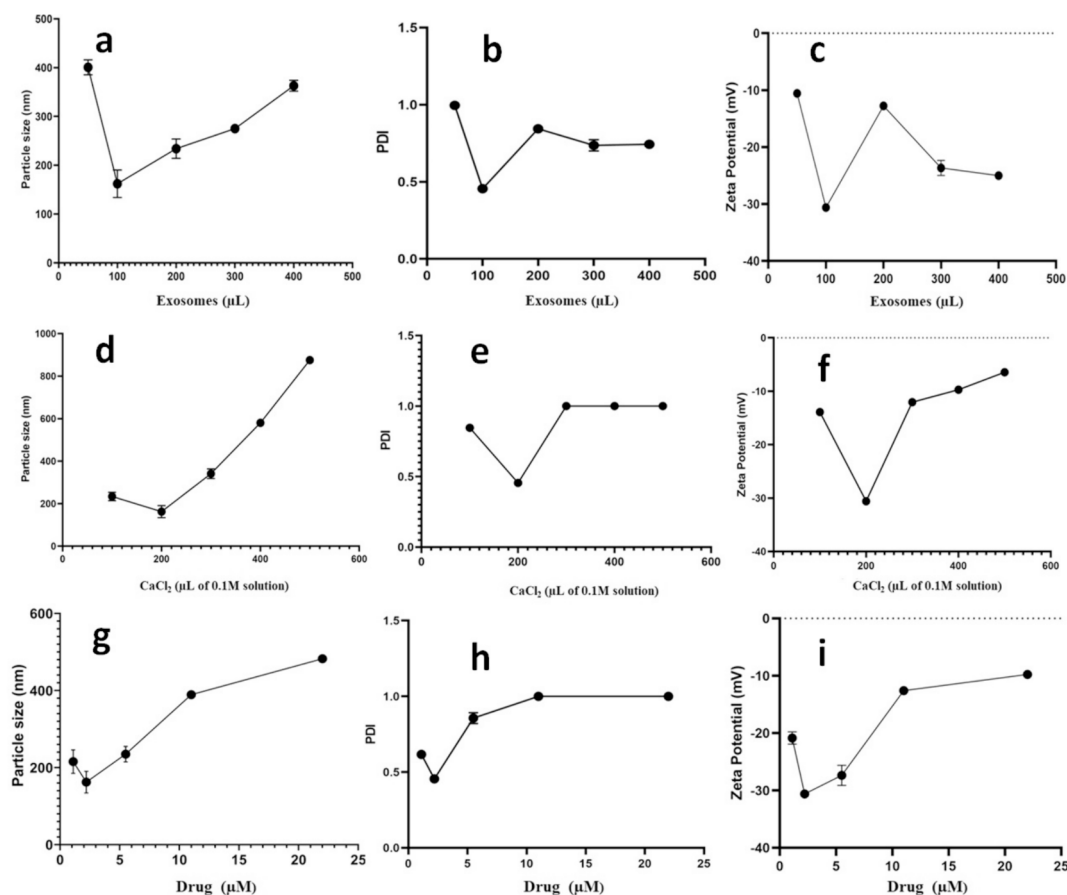 a
500
400
300
200
100
0
Particle size (nm)
0 100 200 300 400 500
Exosomes (µL)
b
1.5
1.0
0.5
0.0
PDI
0 100 200 300 400 500
Exosomes (µL)
c
0
-10
-20
-30
-40
Zeta Potential (mV)
0 100 200 300 400 500
Exosomes (µL)
d
1000
800
600
400
200
0
Particle size (nm)
0 200 400 600
CaCl₂ (µL of 0.1M solution)
e
1.5
1.0
0.5
0.0
PDI
0 200 400 600
CaCl₂ (µL of 0.1M solution)
f
0
-10
-20
-30
-40
Zeta Potential (mV)
0 200 400 600
CaCl₂ (µL of 0.1M solution)
g
600
400
200
0
Particle size (nm)
0 5 10 15 20 25
Drug (µM)
h
1.5
1.0
0.5
0.0
PDI
0 5 10 15 20 25
Drug (µM)
i
0
-10
-20
-30
-40
Zeta Potential (mV)
0 5 10 15 20 25
Drug (µM)